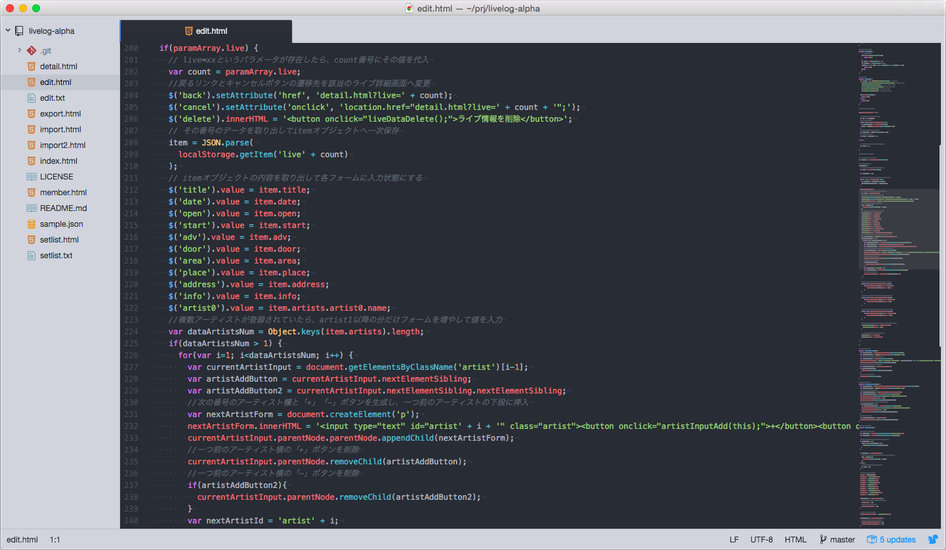 edit.html — ~/prj/livelog-alpha
livelog-alpha
.git
detail.html
edit.html
edit.txt
export.html
import.html
import2.html
index.html
LICENSE
member.html
README.md
sample.json
setlist.html
setlist.txt
edit.html
200 if(paramArray.live) {
201 // live=xxというパラメータが存在したら、count番号にその値を代入
202 var count = paramArray.live;
203 //戻るリンクとキャンセルボタンの遷移先を該当のライブ詳細画面へ変更
204 $('back').setAttribute('href', 'detail.html?live=' + count);
205 $('cancel').setAttribute('onclick', 'location.href="detail.html?live=' + count + '";');
206 $('delete').innerHTML = '<button onclick="liveDataDelete();">ライブ情報を削除</button>';
207 // その番号のデータを取り出してitemオブジェクトへ一次保存
208 item = JSON.parse(
209 localStorage.getItem('live' + count)
210 );
211 // itemオブジェクトの内容を取り出して各フォームに入力状態にする
212 $('title').value = item.title;
213 $('date').value = item.date;
214 $('open').value = item.open;
215 $('start').value = item.start;
216 $('adv').value = item.adv;
217 $('door').value = item.door;
218 $('area').value = item.area;
219 $('place').value = item.place;
220 $('address').value = item.address;
221 $('info').value = item.info;
222 $('artist0').value = item.artists.artist0.name;
223 //複数アーティストが登録されていたら、artist1以降の分だけフォームを増やして値を入力
224 var dataArtistsNum = Object.keys(item.artists).length;
225 if(dataArtistsNum > 1) {
226 for(var i=1; i<dataArtistsNum; i++) {
227 var currentArtistInput = document.getElementsByClassName('artist')[i-1];
228 var artistAddButton = currentArtistInput.nextElementSibling;
229 var artistAddButton2 = currentArtistInput.nextElementSibling.nextElementSibling;
230 //次の番号のアーティスト欄と「+」「−」ボタンを生成し、一つ前のアーティストの下段に挿入
231 var nextArtistForm = document.createElement('p');
232 nextArtistForm.innerHTML = '<input type="text" id="artist' + i + '" class="artist"><button onclick="artistInputAdd(this);">+</button><button c
233 currentArtistInput.parentNode.parentNode.appendChild(nextArtistForm);
234 //一つ前のアーティスト欄の「+」ボタンを削除
235 currentArtistInput.parentNode.removeChild(artistAddButton);
236 //一つ前のアーティスト欄の「−」ボタンを削除
237 if(artistAddButton2){
238 currentArtistInput.parentNode.removeChild(artistAddButton2);
239 }
240 var nextArtistId = 'artist' + i;
edit.html 1:1 LF UTF-8 HTML master 5 updates